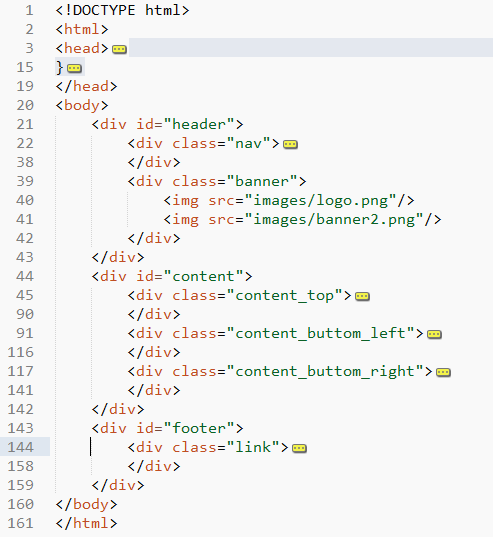 1 <!DOCTYPE html>
2 <html>
3 <head>
15 }
19 </head>
20 <body>
21 <div id="header">
22 <div class="nav">
38 </div>
39 <div class="banner">
40 <img src="images/logo.png"/>
41 <img src="images/banner2.png"/>
42 </div>
43 </div>
44 <div id="content">
45 <div class="content_top">
90 </div>
91 <div class="content_buttom_left">
116 </div>
117 <div class="content_buttom_right">
141 </div>
142 </div>
143 <div id="footer">
144 <div class="link">
158 </div>
159 </div>
160 </body>
161 </html>